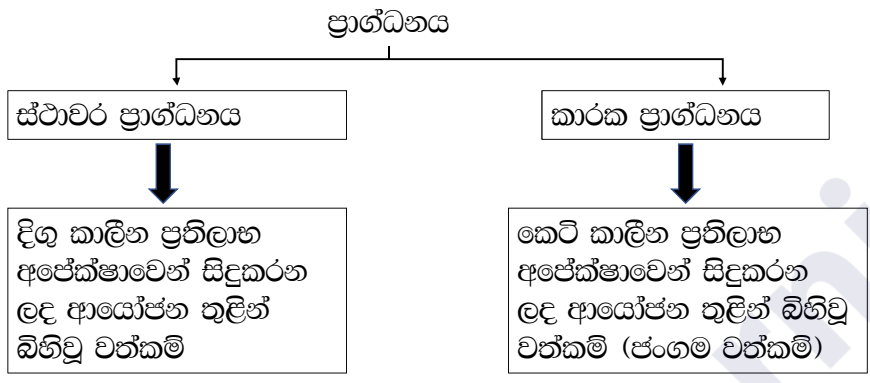 ප්‍රාග්ධනය
ස්ථාවර ප්‍රාග්ධනය
කාරක ප්‍රාග්ධනය
දිගු කාලීන ප්‍රතිලාභ
අපේක්ෂාවෙන් සිදුකරන
ලද ආයෝජන තුළින්
බිහිවූ වත්කම්
කෙටි කාලීන ප්‍රතිලාභ
අපේක්ෂාවෙන් සිදුකරන
ලද ආයෝජන තුළින් බිහිවූ
වත්කම් (ජංගම වත්කම්)